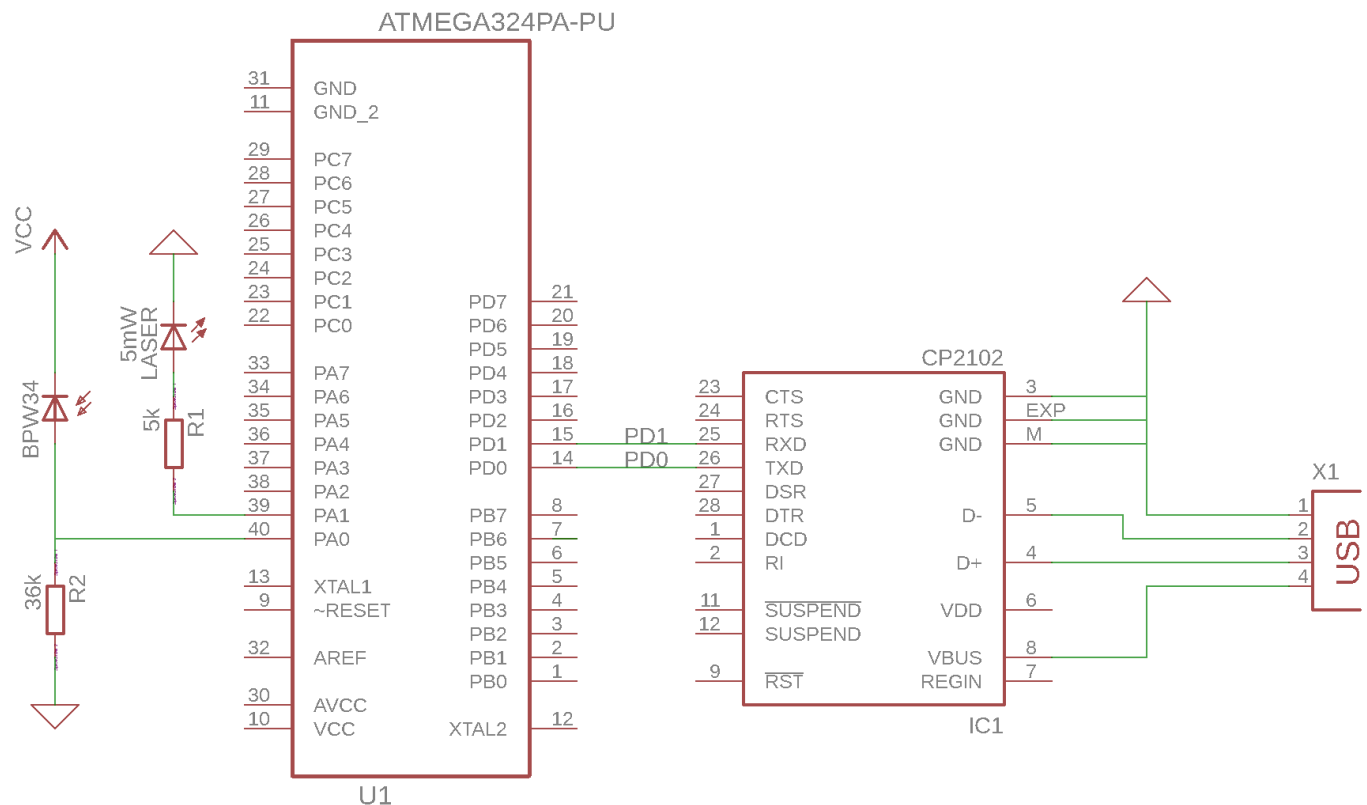 ATMEGA324PA-PU
31 GND
11 GND_2
29 PC7
28 PC6
27 PC5
26 PC4
25 PC3
24 PC2
23 PC1
22 PC0
33 PA7
34 PA6
35 PA5
36 PA4
37 PA3
38 PA2
39 PA1
40 PA0
13 XTAL1
9 ~RESET
32 AREF
30 AVCC
10 VCC
PD7 21
PD6 20
PD5 19
PD4 18
PD3 17
PD2 16
PD1 15
PD0 14
PB7 8
PB6 7
PB5 6
PB4 5
PB3 4
PB2 3
PB1 2
PB0 1
XTAL2 12
U1
VCC
BPW34
36k
R2
5mW
LASER
5k
R1
PD1
PD0
CP2102
23 CTS
24 RTS
25 RXD
26 TXD
27 DSR
28 DTR
1 DCD
2 RI
11 SUSPEND
12 SUSPEND
9 RST
GND 3
GND EXP
GND M
D- 5
D+ 4
VDD 6
VBUS 8
REGIN 7
IC1
X1
1
2
3
4
USB